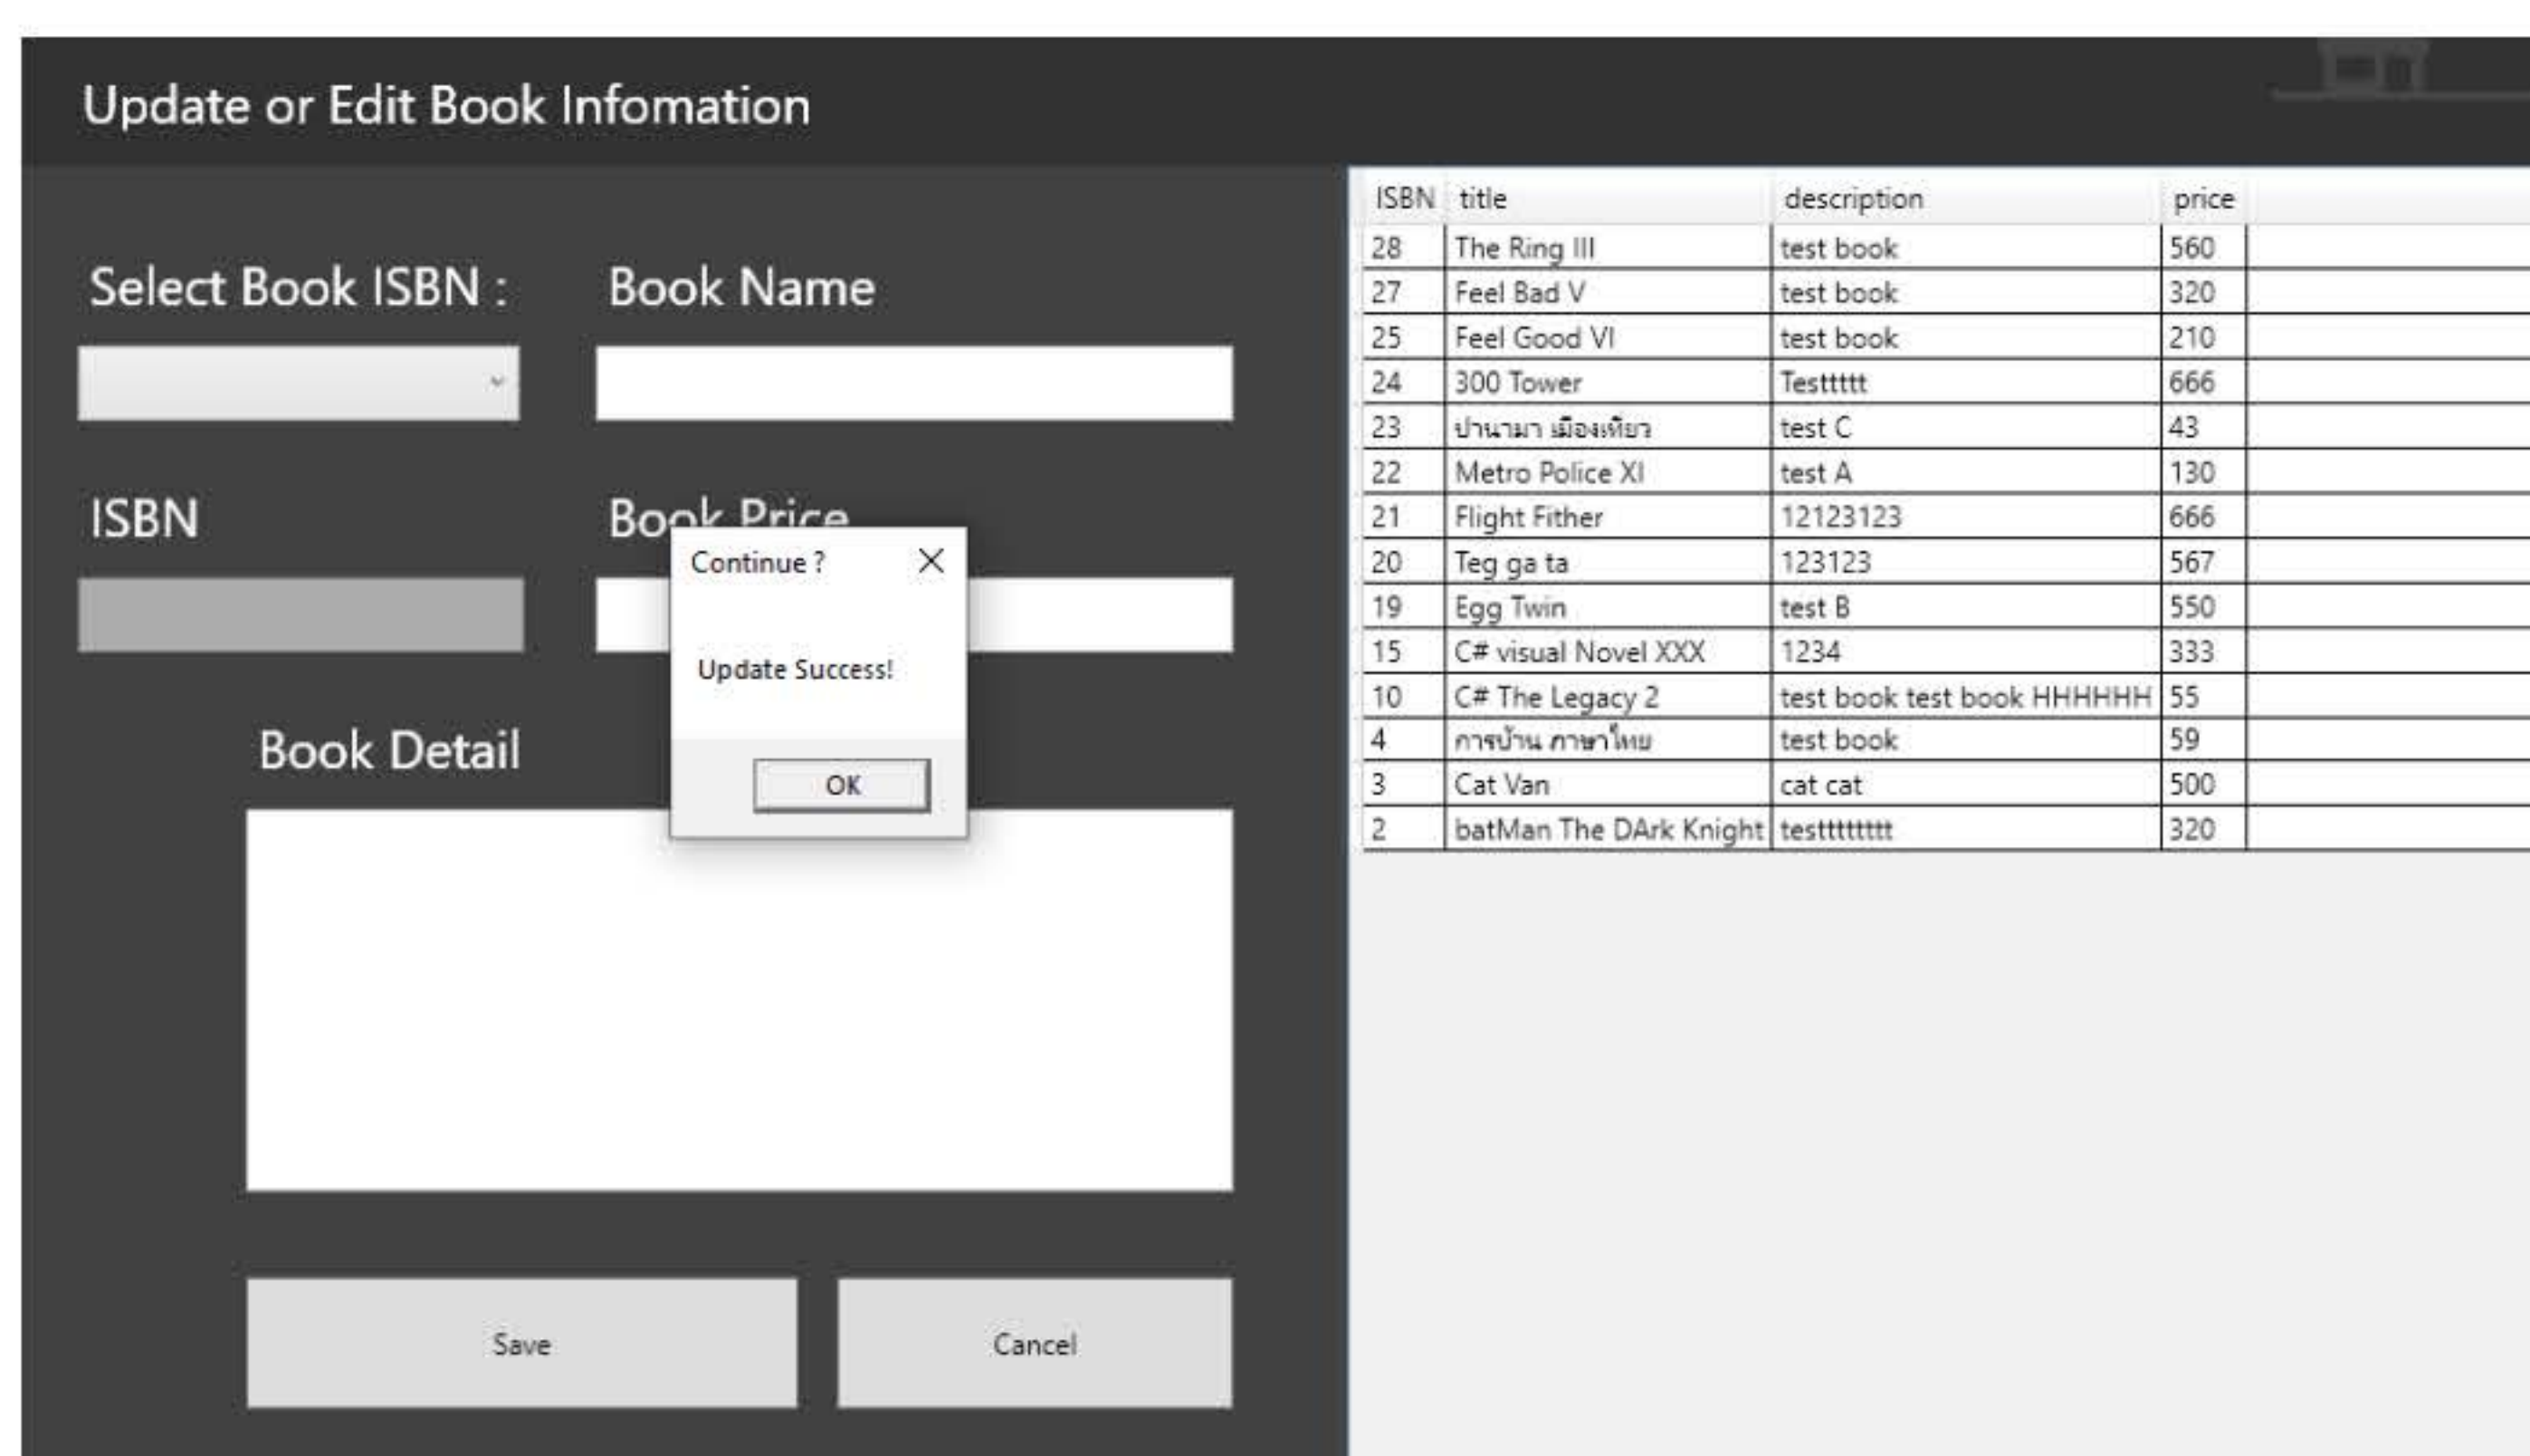 Update or Edit Book Infomation
Select Book ISBN :
Book Name
ISBN
Book Price
Continue ?
Update Success!
OK
Book Detail
Save
Cancel
ISBN title description price
28 The Ring III test book 560
27 Feel Bad V test book 320
25 Feel Good VI test book 210
24 300 Tower Testtttt 666
23 ปานามา เมืองเที่ยว test C 43
22 Metro Police XI test A 130
21 Flight Fither 12123123 666
20 Teg ga ta 123123 567
19 Egg Twin test B 550
15 C# visual Novel XXX 1234 333
10 C# The Legacy 2 test book test book HHHHHH 55
4 การบ้าน ภาษาไทย test book 59
3 Cat Van cat cat 500
2 batMan The DArk Knight testttttttt 320